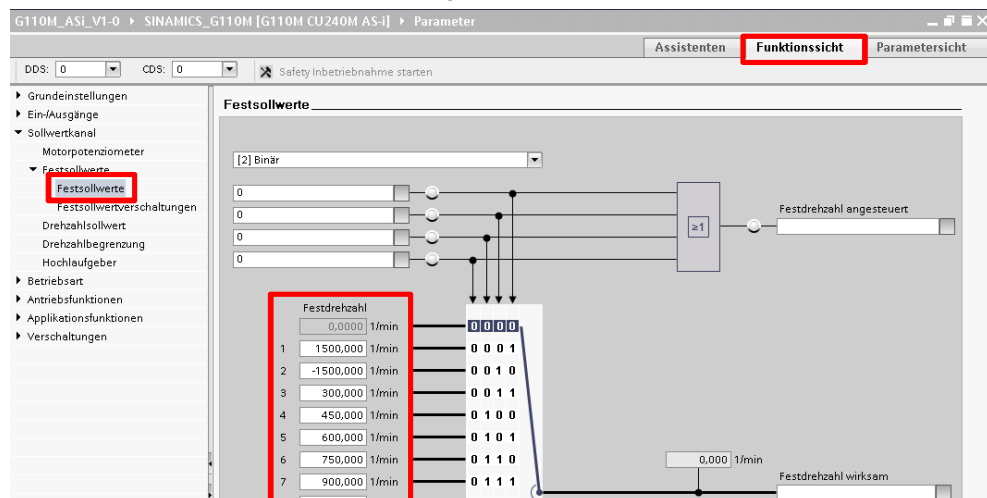 G110M_ASi_V1-0 ▸ SINAMICS_G110M [G110M CU240M AS-i] ▸ Parameter
Assistenten Funktionssicht Parametersicht
DDS: 0 CDS: 0 Safety Inbetriebnahme starten
Grundeinstellungen
Ein-/Ausgänge
Sollwertkanal
Motorpotenziometer
Festsollwerte
Festsollwerte
Festsollwertverschaltungen
Drehzahlsollwert
Drehzahlbegrenzung
Hochlaufgeber
Betriebsart
Antriebsfunktionen
Applikationsfunktionen
Verschaltungen
Festsollwerte
[2] Binär
0
0
0
0
≥1
Festdrehzahl angesteuert
Festdrehzahl
0,0000 1/min 0 0 0 0
1 1500,000 1/min 0 0 0 1
2 -1500,000 1/min 0 0 1 0
3 300,000 1/min 0 0 1 1
4 450,000 1/min 0 1 0 0
5 600,000 1/min 0 1 0 1
6 750,000 1/min 0 1 1 0
7 900,000 1/min 0 1 1 1
0,000 1/min
Festdrehzahl wirksam